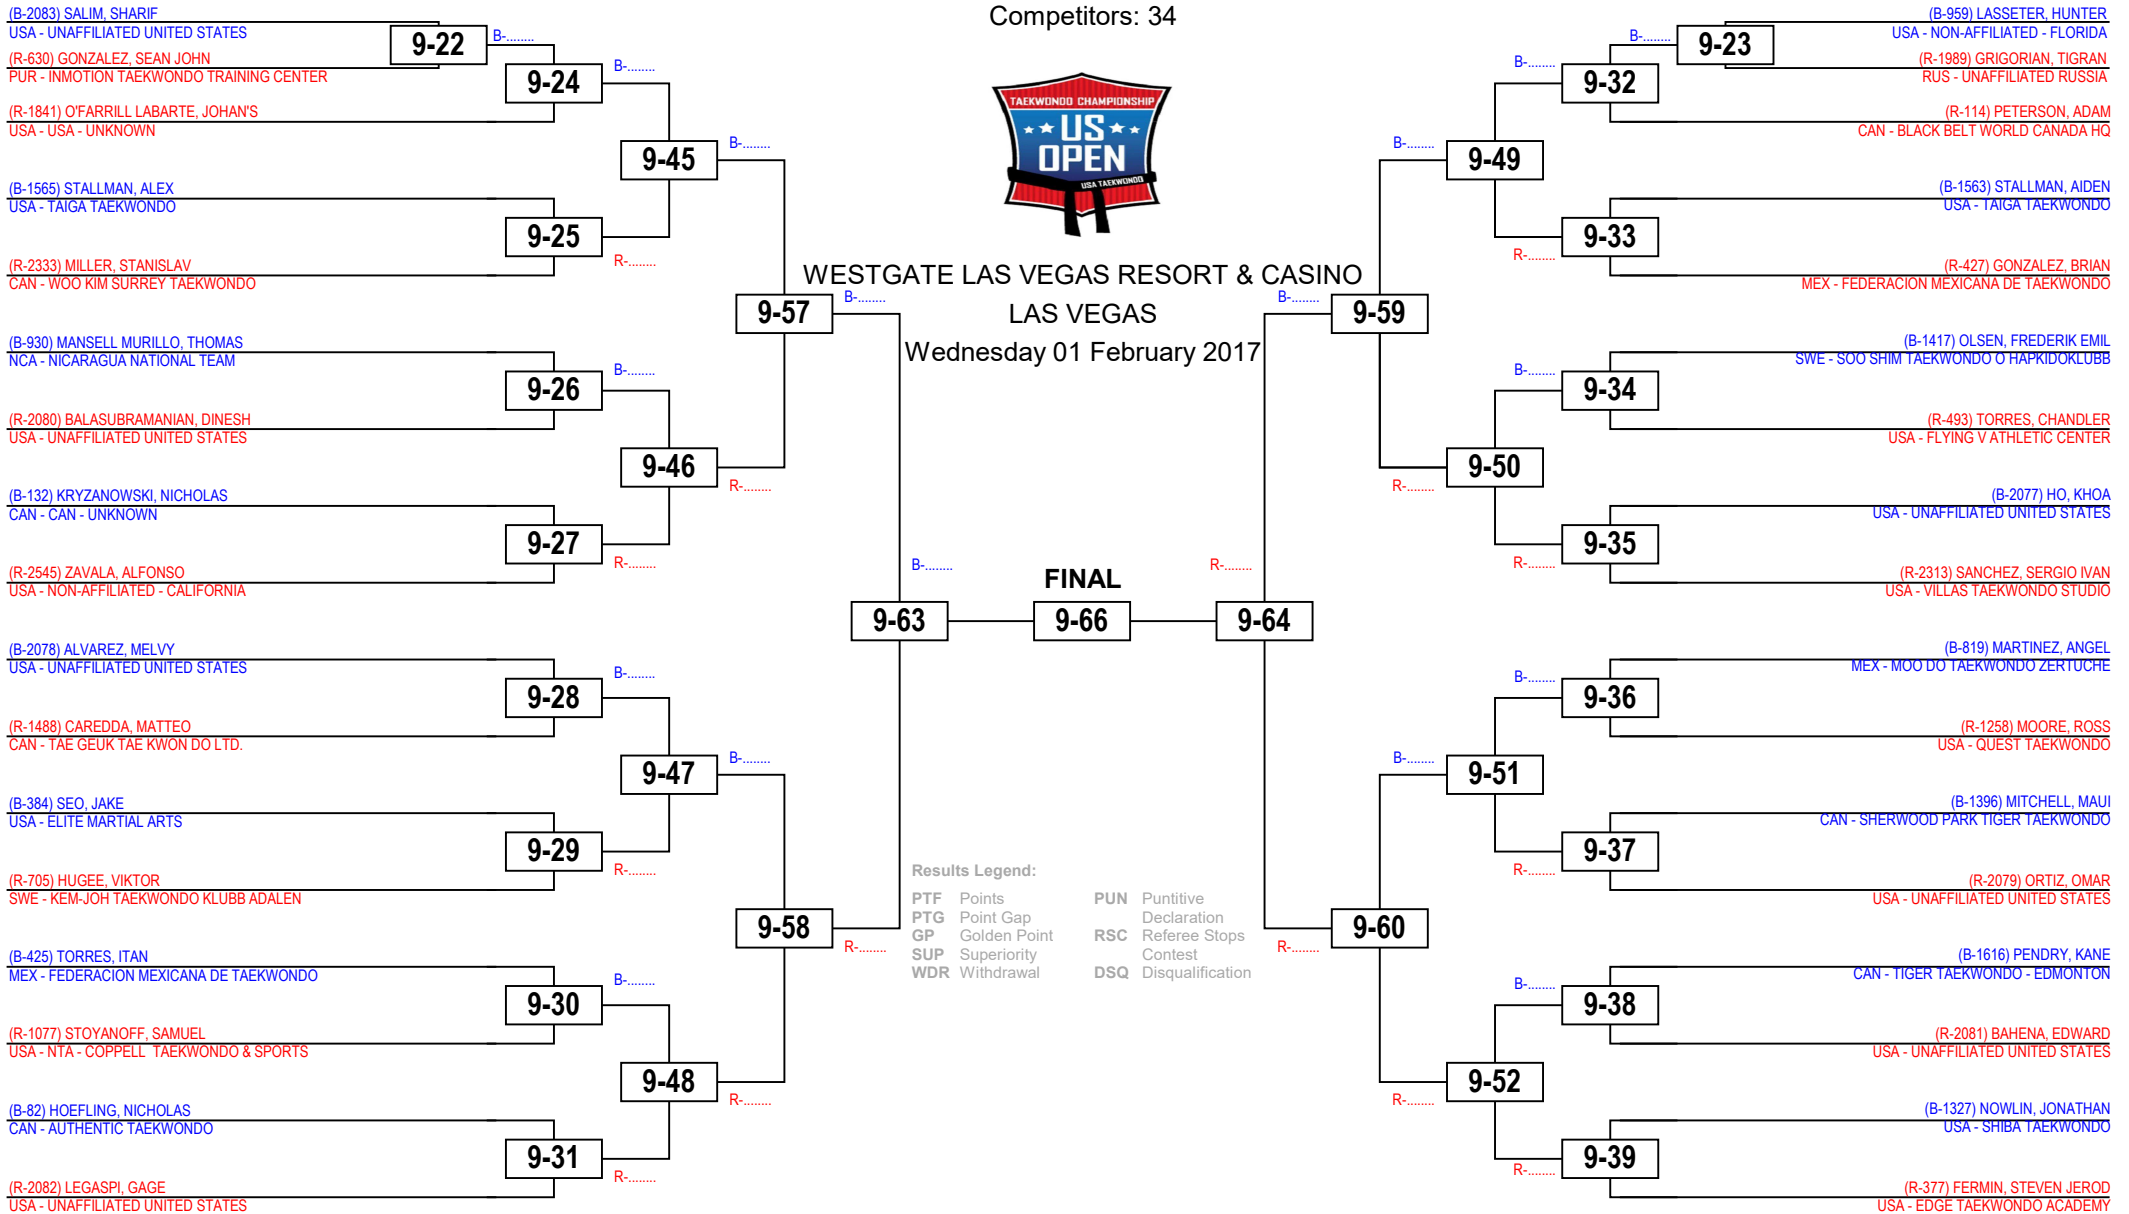 Competitors: 34
TAEKWONDO CHAMPIONSHIP
US
OPEN
USA TAEKWONDO
WESTGATE LAS VEGAS RESORT & CASINO
LAS VEGAS
Wednesday 01 February 2017
(B-2083) SALIM, SHARIF
USA - UNAFFILIATED UNITED STATES
9-22
B-........
(R-630) GONZALEZ, SEAN JOHN
PUR - INMOTION TAEKWONDO TRAINING CENTER
9-24
B-........
(R-1841) O'FARRILL LABARTE, JOHAN'S
USA - USA - UNKNOWN
9-45
B-........
(B-1565) STALLMAN, ALEX
USA - TAIGA TAEKWONDO
9-25
R-........
(R-2333) MILLER, STANISLAV
CAN - WOO KIM SURREY TAEKWONDO
9-57
B-........
(B-930) MANSELL MURILLO, THOMAS
NCA - NICARAGUA NATIONAL TEAM
9-26
B-........
(R-2080) BALASUBRAMANIAN, DINESH
USA - UNAFFILIATED UNITED STATES
9-46
R-........
(B-132) KRYZANOWSKI, NICHOLAS
CAN - CAN - UNKNOWN
9-27
R-........
(R-2545) ZAVALA, ALFONSO
USA - NON-AFFILIATED - CALIFORNIA
9-63
B-........
(B-2078) ALVAREZ, MELVY
USA - UNAFFILIATED UNITED STATES
9-28
B-........
(R-1488) CAREDDA, MATTEO
CAN - TAE GEUK TAE KWON DO LTD.
9-47
B-........
(B-384) SEO, JAKE
USA - ELITE MARTIAL ARTS
9-29
R-........
(R-705) HUGEE, VIKTOR
SWE - KEM-JOH TAEKWONDO KLUBB ADALEN
9-58
R-........
(B-425) TORRES, ITAN
MEX - FEDERACION MEXICANA DE TAEKWONDO
9-30
B-........
(R-1077) STOYANOFF, SAMUEL
USA - NTA - COPPELL  TAEKWONDO & SPORTS
9-48
R-........
(B-82) HOEFLING, NICHOLAS
CAN - AUTHENTIC TAEKWONDO
9-31
R-........
(R-2082) LEGASPI, GAGE
USA - UNAFFILIATED UNITED STATES
FINAL
9-66
(B-959) LASSETER, HUNTER
USA - NON-AFFILIATED - FLORIDA
9-23
B-........
(R-1989) GRIGORIAN, TIGRAN
RUS - UNAFFILIATED RUSSIA
9-32
B-........
(R-114) PETERSON, ADAM
CAN - BLACK BELT WORLD CANADA HQ
9-49
B-........
(B-1563) STALLMAN, AIDEN
USA - TAIGA TAEKWONDO
9-33
R-........
(R-427) GONZALEZ, BRIAN
MEX - FEDERACION MEXICANA DE TAEKWONDO
9-59
B-........
(B-1417) OLSEN, FREDERIK EMIL
SWE - SOO SHIM TAEKWONDO O HAPKIDOKLUBB
9-34
B-........
(R-493) TORRES, CHANDLER
USA - FLYING V ATHLETIC CENTER
9-50
R-........
(B-2077) HO, KHOA
USA - UNAFFILIATED UNITED STATES
9-35
R-........
(R-2313) SANCHEZ, SERGIO IVAN
USA - VILLAS TAEKWONDO STUDIO
9-64
R-........
(B-819) MARTINEZ, ANGEL
MEX - MOO DO TAEKWONDO ZERTUCHE
9-36
B-........
(R-1258) MOORE, ROSS
USA - QUEST TAEKWONDO
9-51
B-........
(B-1396) MITCHELL, MAUI
CAN - SHERWOOD PARK TIGER TAEKWONDO
9-37
R-........
(R-2079) ORTIZ, OMAR
USA - UNAFFILIATED UNITED STATES
9-60
R-........
(B-1616) PENDRY, KANE
CAN - TIGER TAEKWONDO - EDMONTON
9-38
B-........
(R-2081) BAHENA, EDWARD
USA - UNAFFILIATED UNITED STATES
9-52
R-........
(B-1327) NOWLIN, JONATHAN
USA - SHIBA TAEKWONDO
9-39
R-........
(R-377) FERMIN, STEVEN JEROD
USA - EDGE TAEKWONDO ACADEMY
Results Legend:
PTF Points
PTG Point Gap
GP Golden Point
SUP Superiority
WDR Withdrawal
PUN Puntitive
Declaration
RSC Referee Stops
Contest
DSQ Disqualification